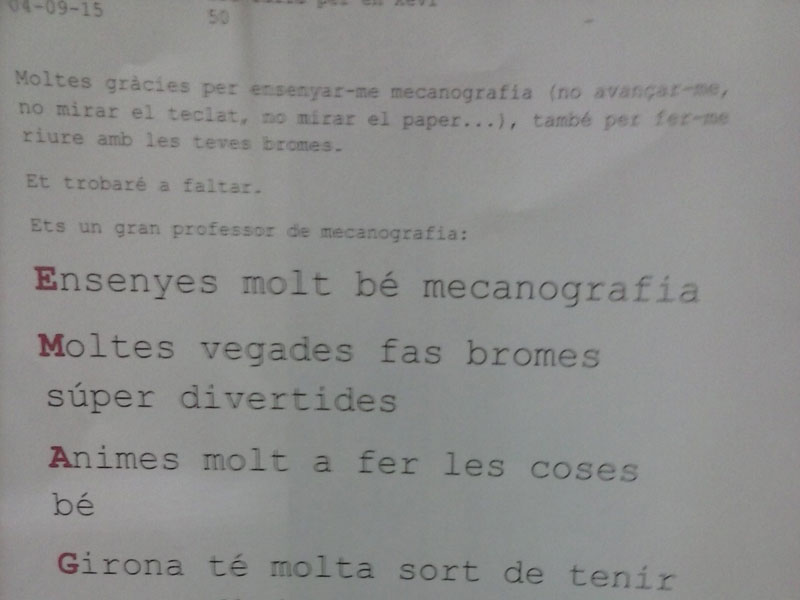 04-09-15
per en Xevi
50
Moltes gràcies per ensenyar-me mecanografia (no avançar-me,
no mirar el teclat, no mirar el paper...), també per fer-me
riure amb les teves bromes.
Et trobaré a faltar.
Ets un gran professor de mecanografia:
Ensenyes molt bé mecanografia
Moltes vegades fas bromes
súper divertides
Animes molt a fer les coses
bé
Girona té molta sort de tenir